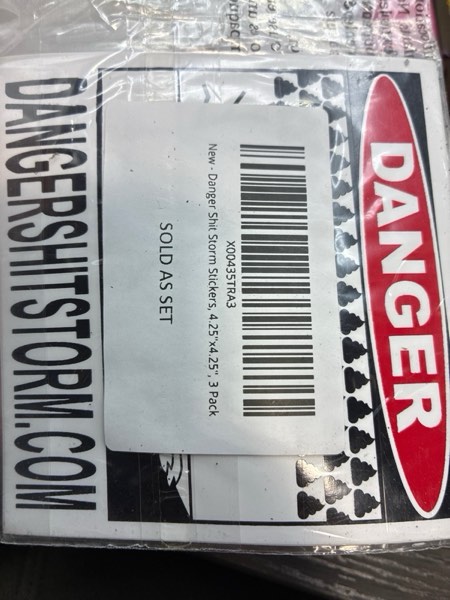 DANGER
X00435TRA3
New - Danger Shit Storm Stickers, 4.25"x4.25", 3 Pack
SOLD AS SET
DANGERSHITSTORM.COM